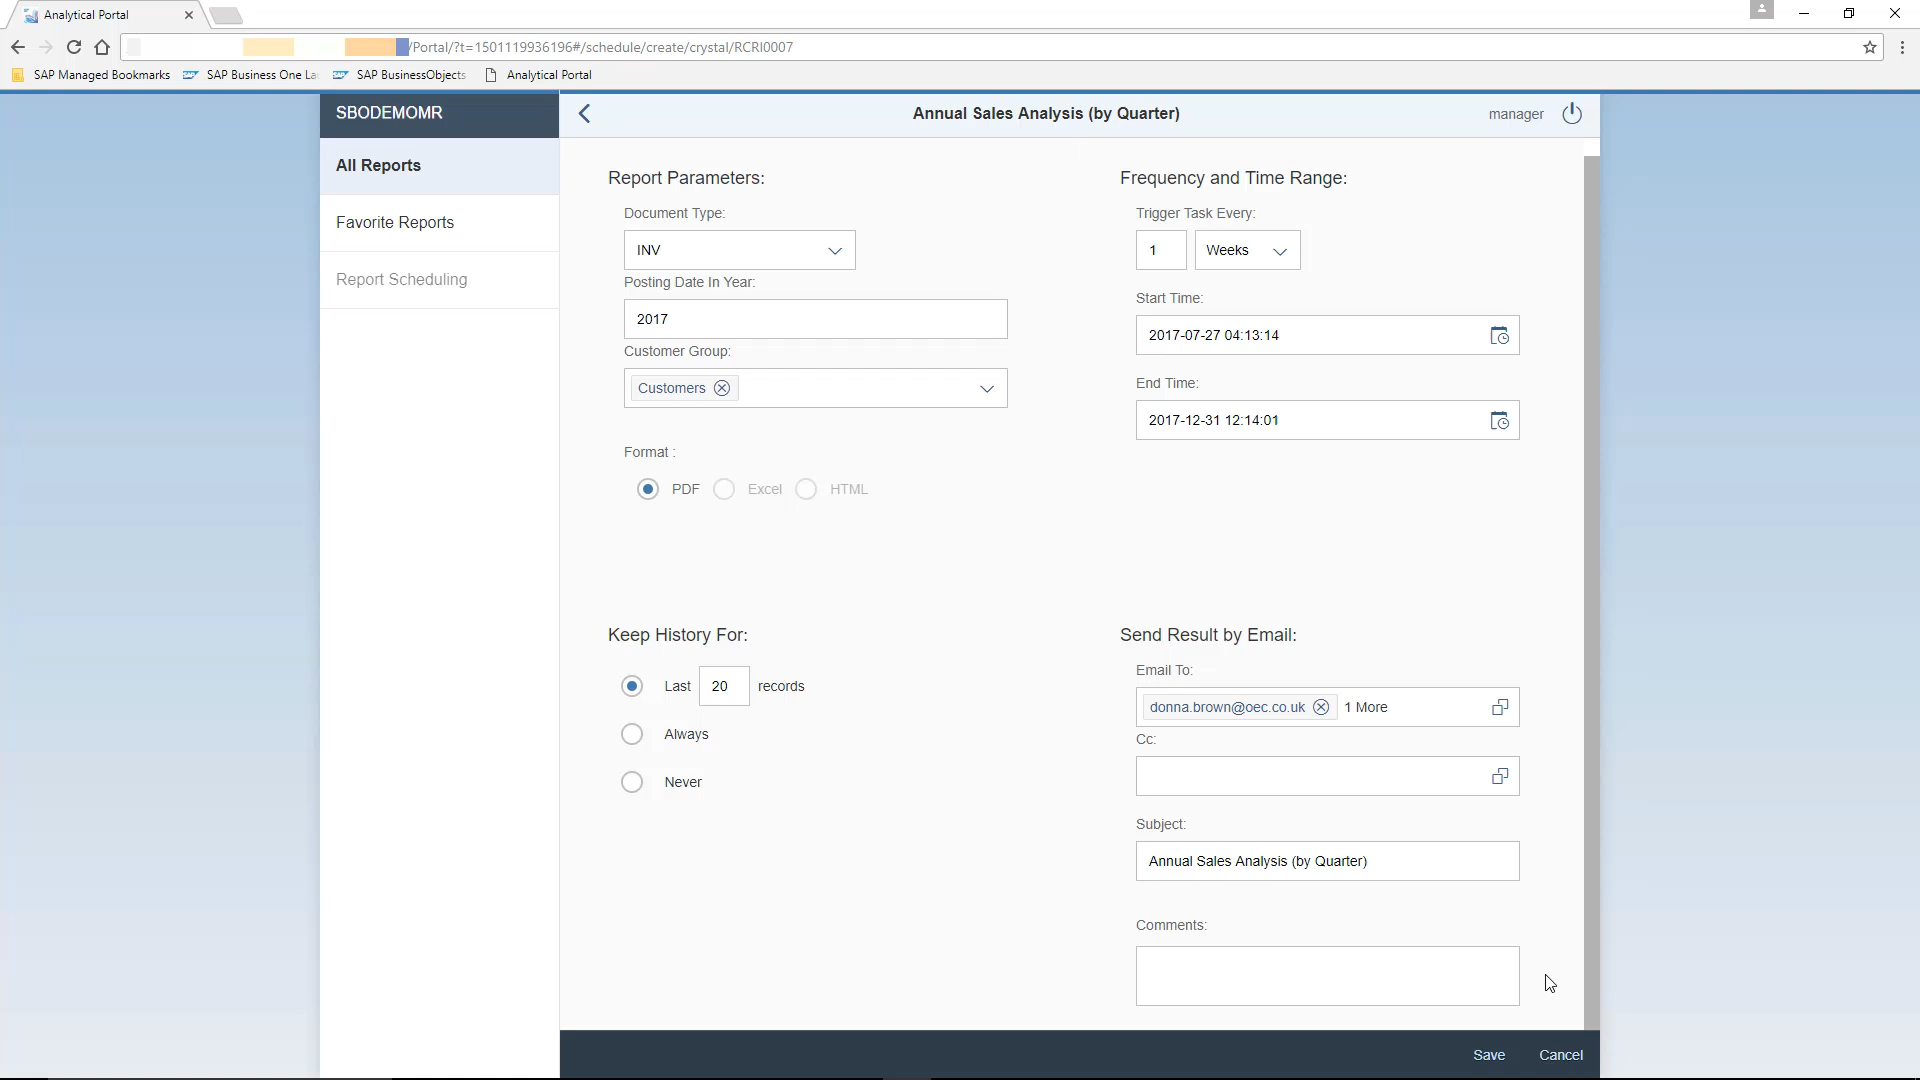 Analytical Portal
/Portal/?t=1501119936196#/schedule/create/crystal/RCRI0007
SAP Managed Bookmarks SAP Business One La SAP BusinessObjects Analytical Portal
SBODEMOMR
Annual Sales Analysis (by Quarter)
manager
All Reports
Favorite Reports
Report Scheduling
Report Parameters:
Document Type:
INV
Posting Date In Year:
2017
Customer Group:
Customers
Format :
PDF Excel HTML
Frequency and Time Range:
Trigger Task Every:
1 Weeks
Start Time:
2017-07-27 04:13:14
End Time:
2017-12-31 12:14:01
Keep History For:
Last 20 records
Always
Never
Send Result by Email:
Email To:
donna.brown@oec.co.uk 1 More
Cc:
Subject:
Annual Sales Analysis (by Quarter)
Comments:
Save Cancel